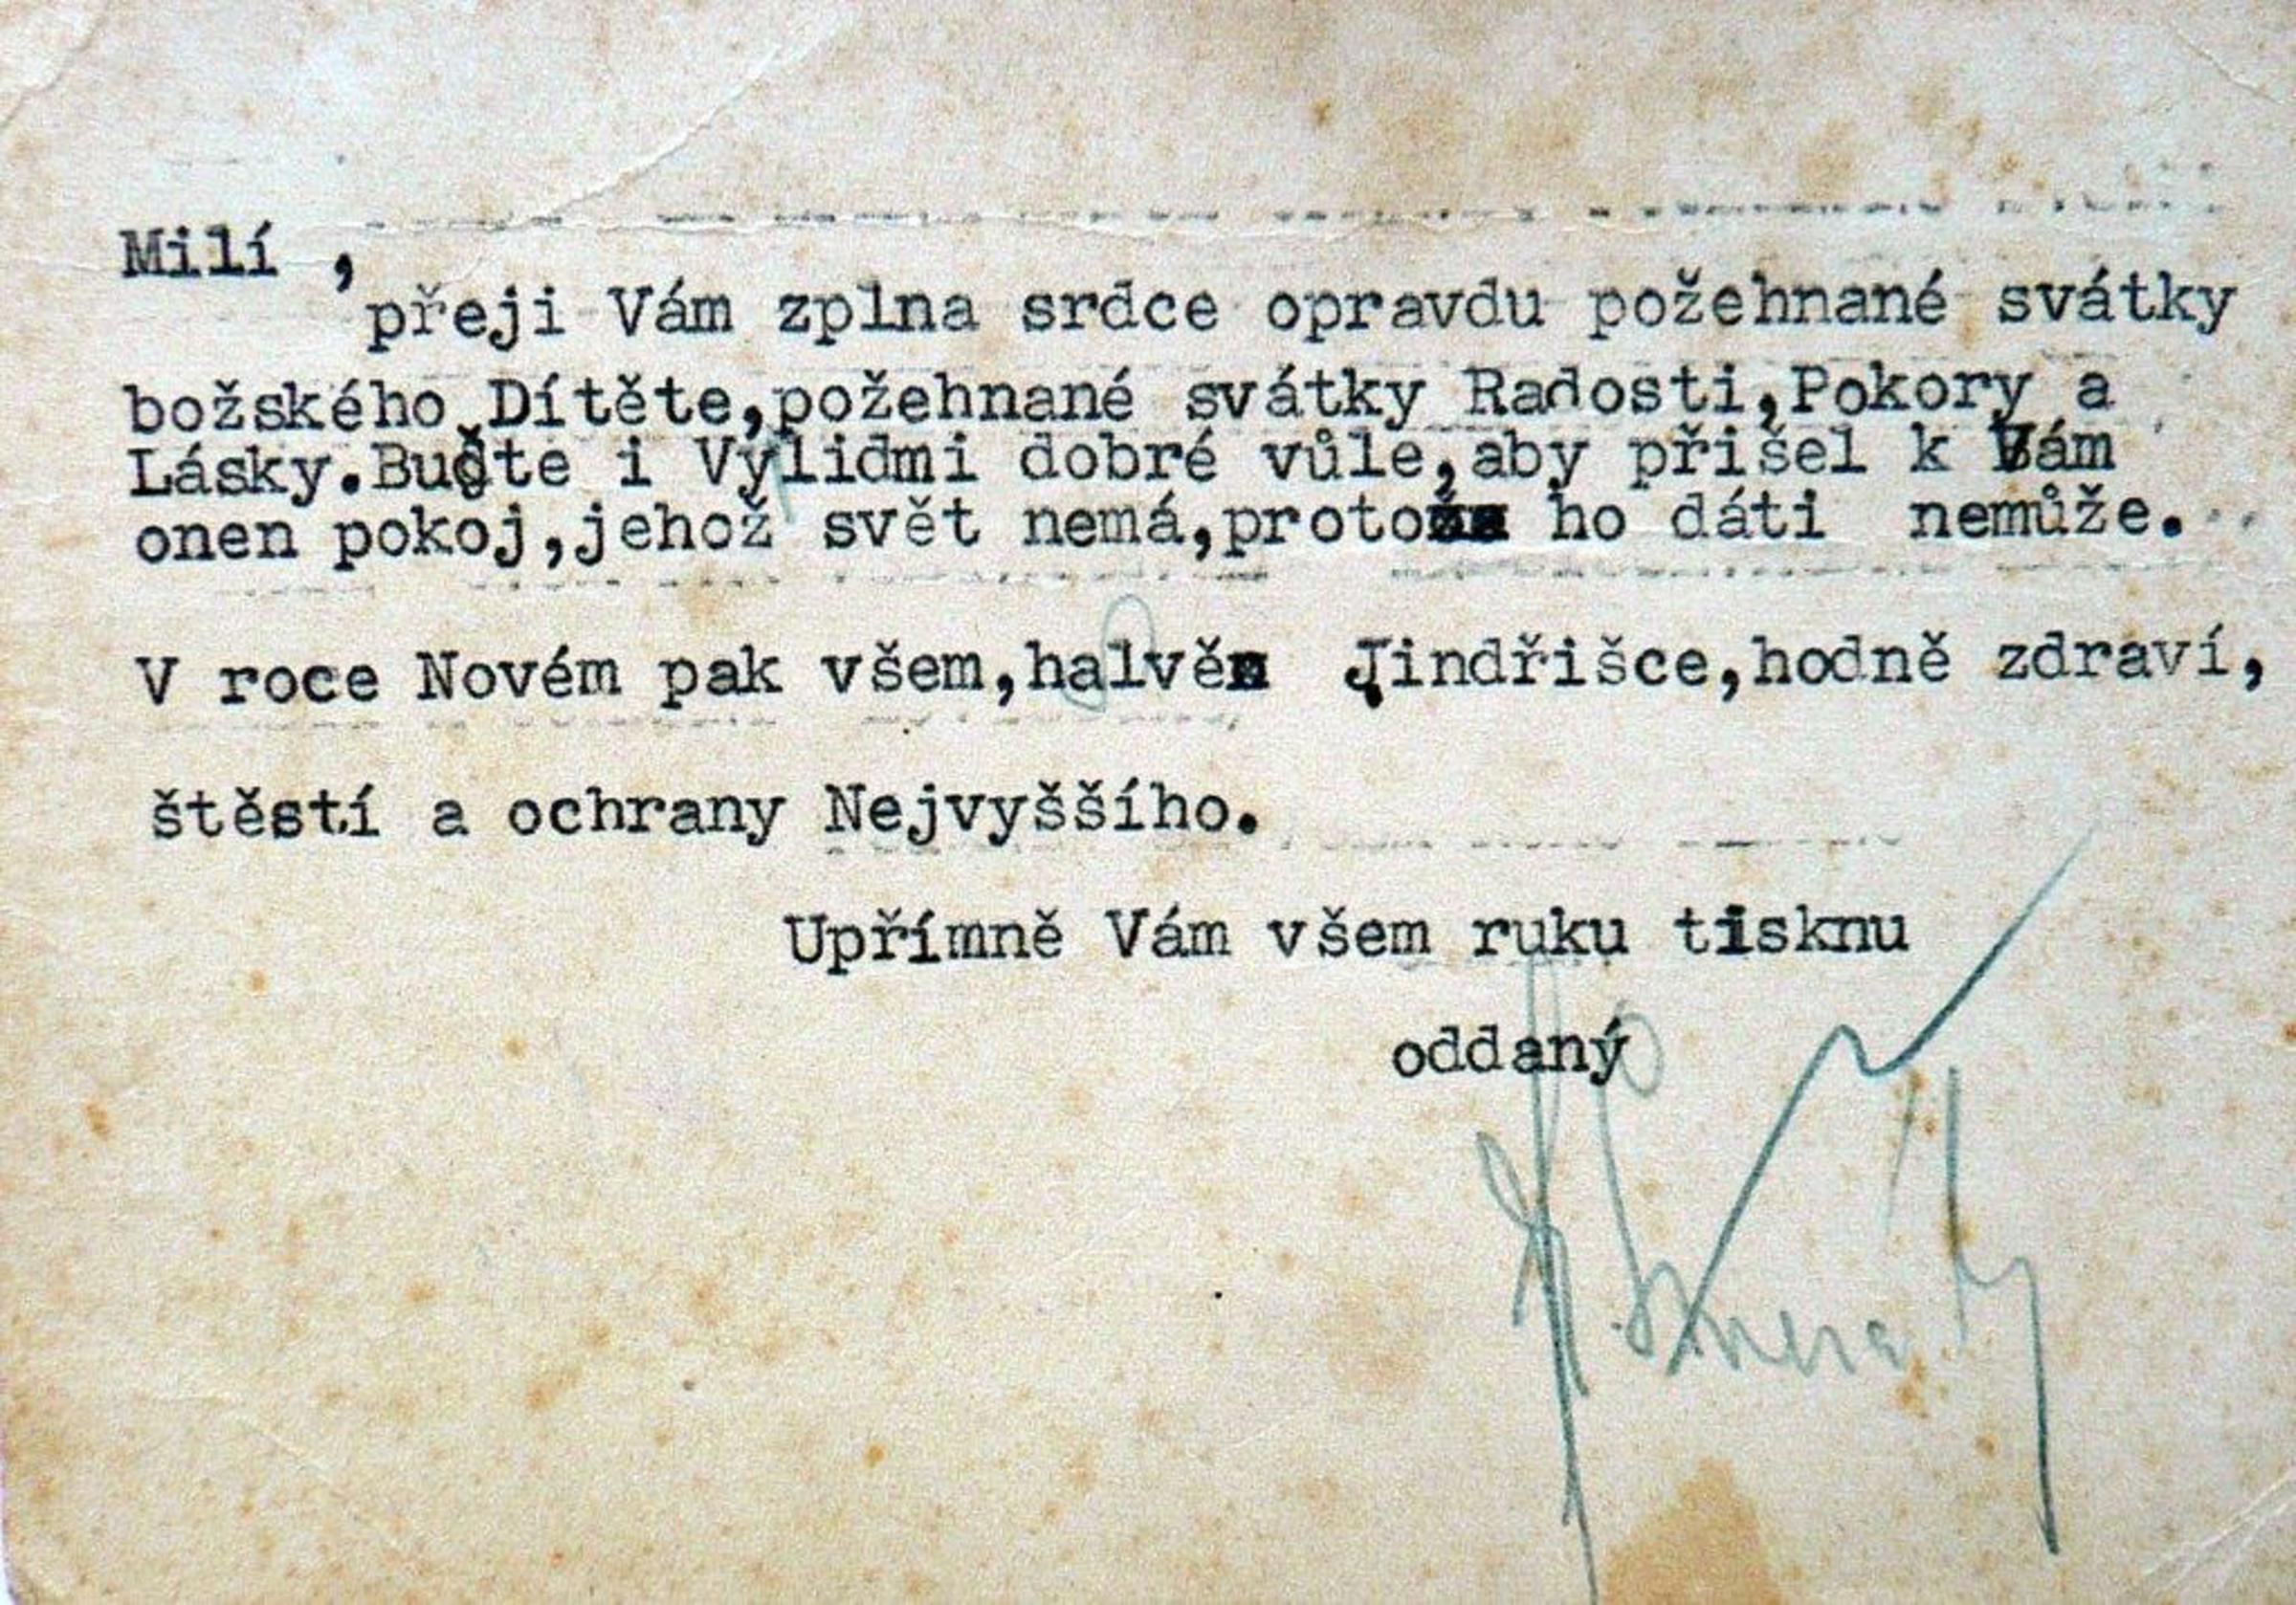 Milí ,
přeji Vám zplna srdce opravdu požehnané svátky
božského Dítěte,požehnané svátky Radosti,Pokory a
Lásky.Buďte i Vy lidmi dobré vůle,aby přišel k Vám
onen pokoj,jehož svět nemá,protože ho dáti nemůže.
V roce Novém pak všem,halvě Jindřišce,hodně zdraví,
štěstí a ochrany Nejvyššího.
Upřímně Vám všem ruku tisknu
oddaný